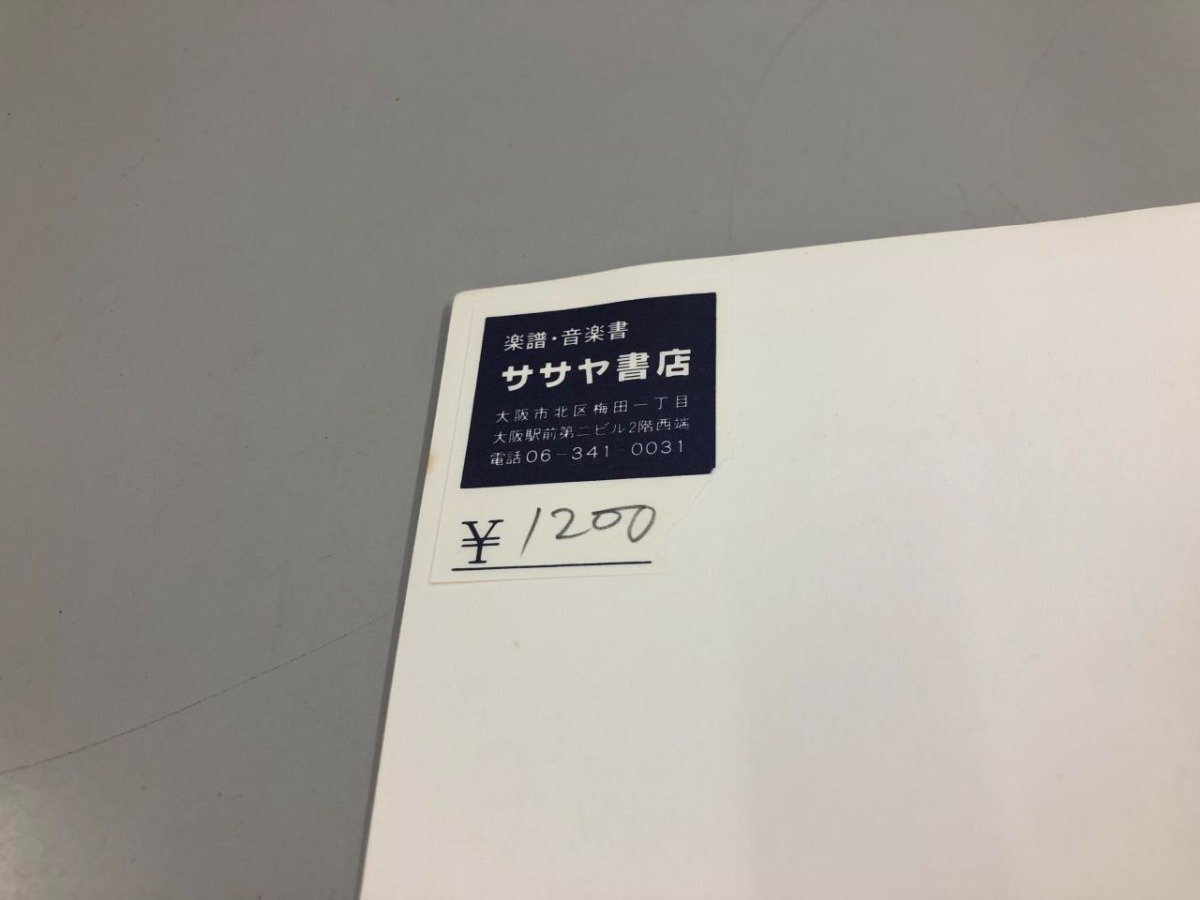 楽譜・音楽書
ササヤ書店
大阪市北区梅田一丁目
大阪駅前第二ビル2階西端
電話06-341-0031
¥1200